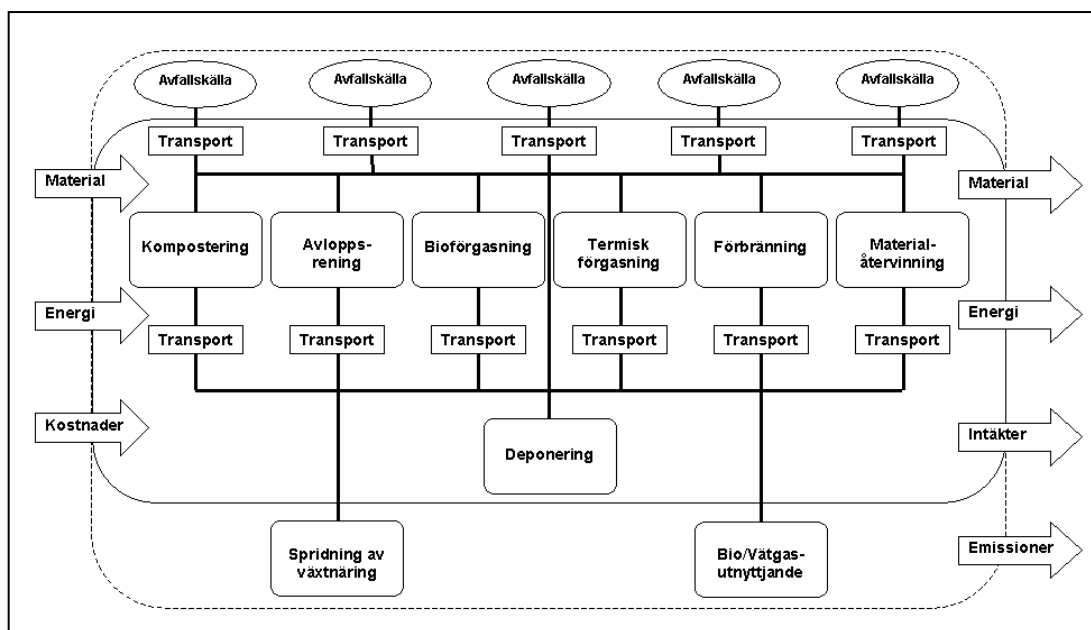 Avfallskälla
Avfallskälla
Avfallskälla
Avfallskälla
Avfallskälla
Transport
Transport
Transport
Transport
Transport
Material
Material
Kompostering
Avlopps-
rening
Bioförgasning
Termisk
förgasning
Förbränning
Material-
återvinning
Energi
Energi
Transport
Transport
Transport
Transport
Transport
Transport
Kostnader
Intäkter
Deponering
Spridning av
växtnäring
Bio/Vätgas-
utnyttjande
Emissioner